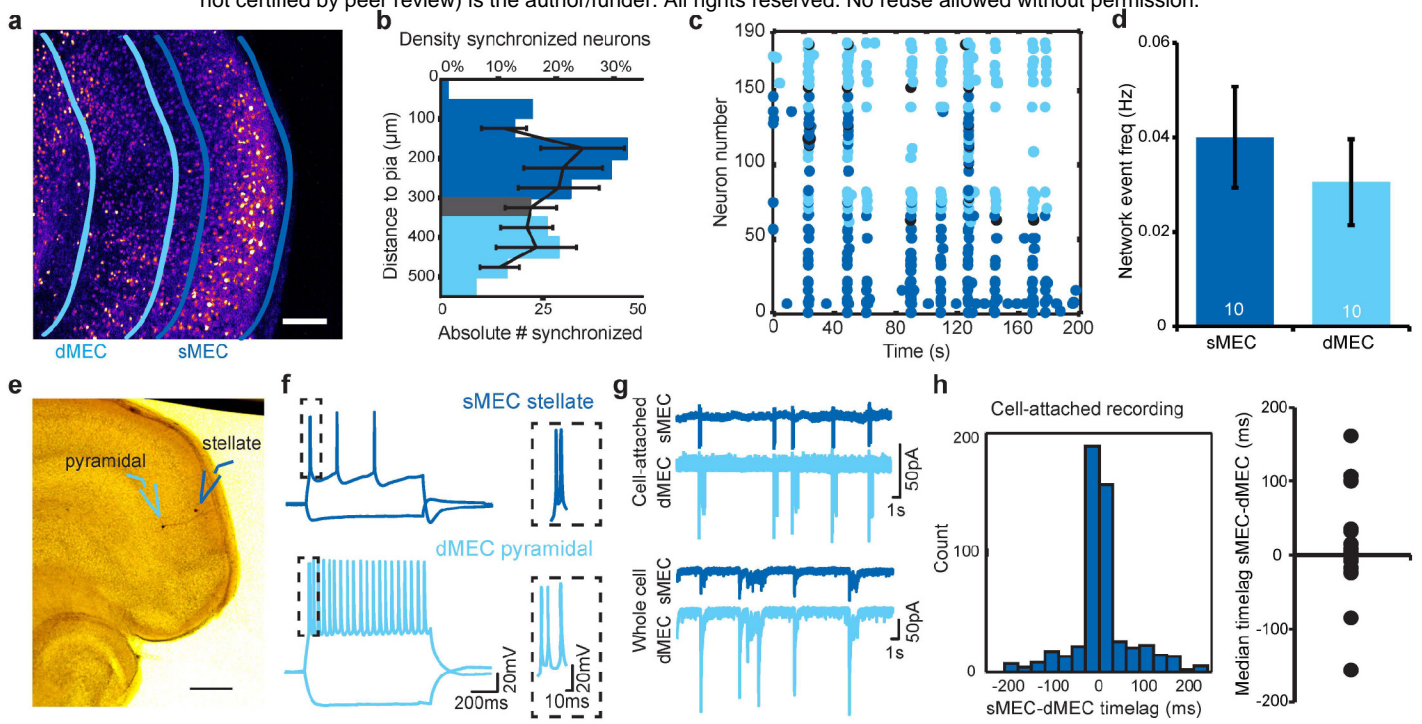 not certified by peer review) is the author/funder. All rights reserved. No reuse allowed without permission.
a
dMEC
sMEC
b
Density synchronized neurons
0%
10%
20%
30%
Distance to pia (µm)
0
100
200
300
400
500
25
50
Absolute # synchronized
c
Neuron number
190
150
100
50
0
0
40
80
120
160
200
Time (s)
d
Network event freq (Hz)
0.06
0.04
0.02
0
10
10
sMEC
dMEC
e
pyramidal
stellate
f
sMEC stellate
dMEC pyramidal
20mV
200ms
20mV
10ms
g
Cell-attached
dMEC sMEC
50pA
1s
Whole cell
dMEC sMEC
50pA
1s
h
Cell-attached recording
Count
200
100
0
-200
-100
0
100
200
sMEC-dMEC timelag (ms)
Median timelag sMEC-dMEC (ms)
200
100
0
-100
-200